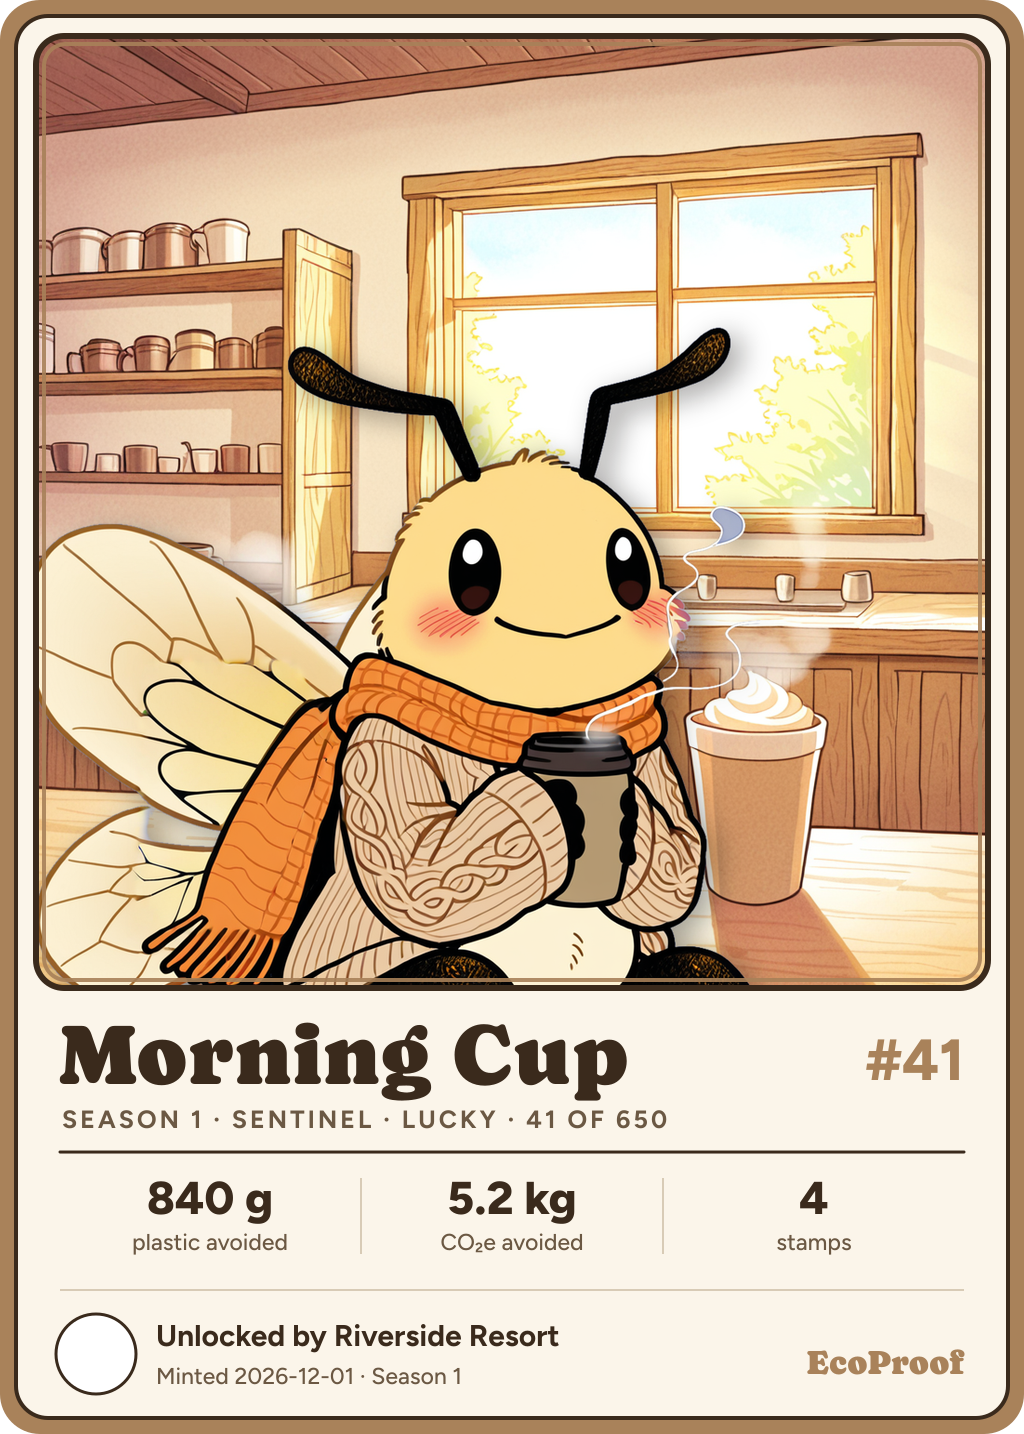 Morning Cup
#41
SEASON 1 · SENTINEL · LUCKY · 41 OF 650
840 g
plastic avoided
5.2 kg
CO₂e avoided
4
stamps
Unlocked by Riverside Resort
Minted 2026-12-01 · Season 1
EcoProof